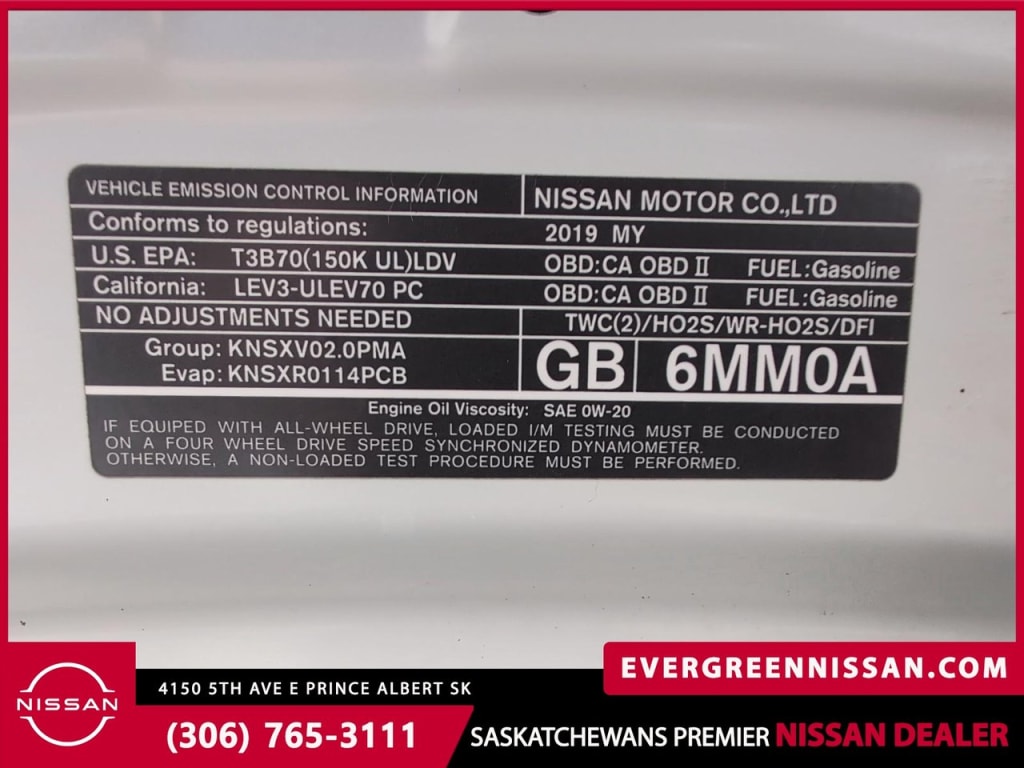 VEHICLE EMISSION CONTROL INFORMATION NISSAN MOTOR CO.,LTD
Conforms to regulations: 2019 MY
U.S. EPA: T3B70(150K UL)LDV OBD:CA OBD II FUEL:Gasoline
California: LEV3-ULEV70 PC OBD:CA OBD II FUEL:Gasoline
NO ADJUSTMENTS NEEDED TWC(2)/HO2S/WR-HO2S/DFI
Group: KNSXV02.0PMA GB 6MM0A
Evap: KNSXR0114PCB
Engine Oil Viscosity: SAE 0W-20
IF EQUIPED WITH ALL-WHEEL DRIVE, LOADED I/M TESTING MUST BE CONDUCTED
ON A FOUR WHEEL DRIVE SPEED SYNCHRONIZED DYNAMOMETER.
OTHERWISE, A NON-LOADED TEST PROCEDURE MUST BE PERFORMED.
EVERGREENNISSAN.COM
NISSAN
4150 5TH AVE E PRINCE ALBERT SK
(306) 765-3111
SASKATCHEWANS PREMIER NISSAN DEALER